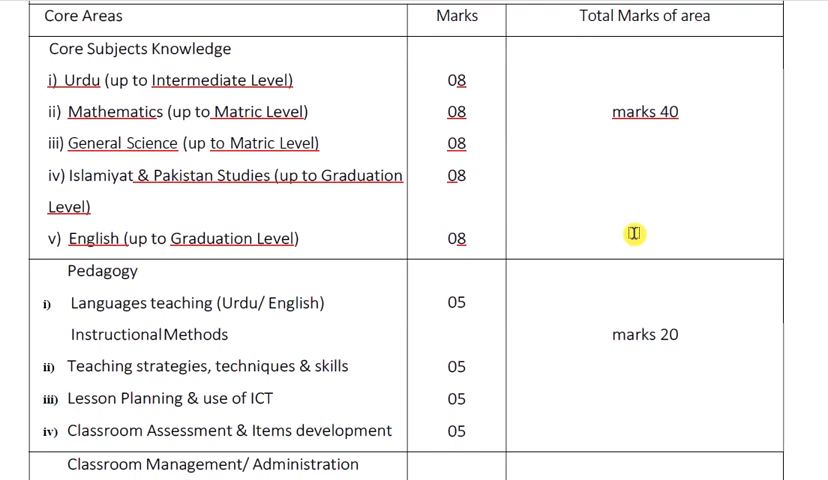 Core Areas Marks Total Marks of area
Core Subjects Knowledge
i) Urdu (up to Intermediate Level) 08
ii) Mathematics (up to Matric Level) 08 marks 40
iii) General Science (up to Matric Level) 08
iv) Islamiyat & Pakistan Studies (up to Graduation 08
Level)
v) English (up to Graduation Level) 08
Pedagogy
i) Languages teaching (Urdu/ English) 05
InstructionalMethods marks 20
ii) Teaching strategies, techniques & skills 05
iii) Lesson Planning & use of ICT 05
iv) Classroom Assessment & Items development 05
Classroom Management/ Administration